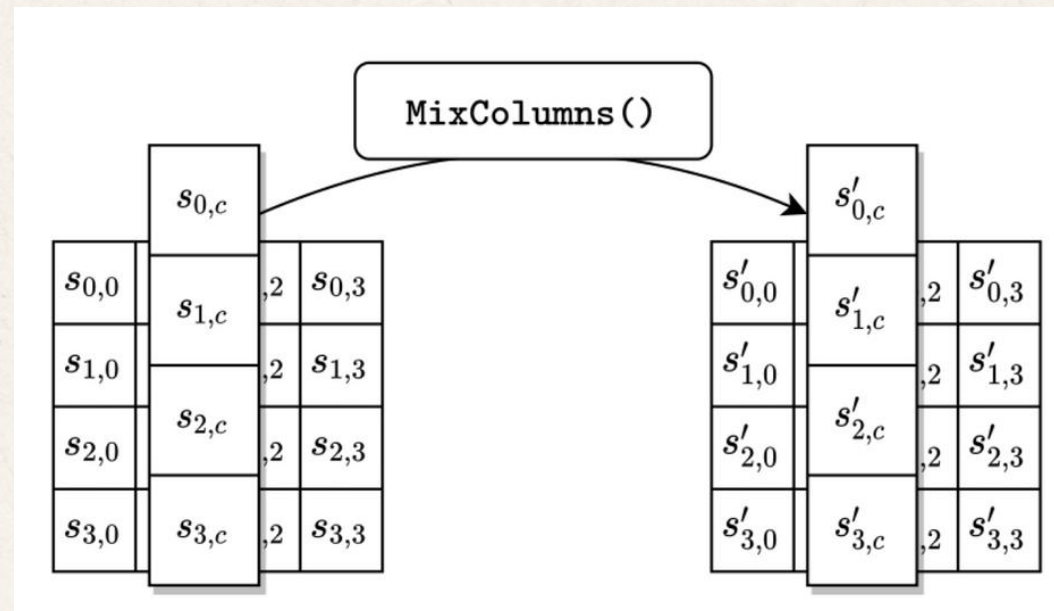 MixColumns()
s0,c s′0,c
s0,0 ,2 s0,3 s′0,0 ,2 s′0,3
s1,c s′1,c
s1,0 ,2 s1,3 s′1,0 ,2 s′1,3
s2,c s′2,c
s2,0 ,2 s2,3 s′2,0 ,2 s′2,3
s3,0 s3,c ,2 s3,3 s′3,0 s′3,c ,2 s′3,3